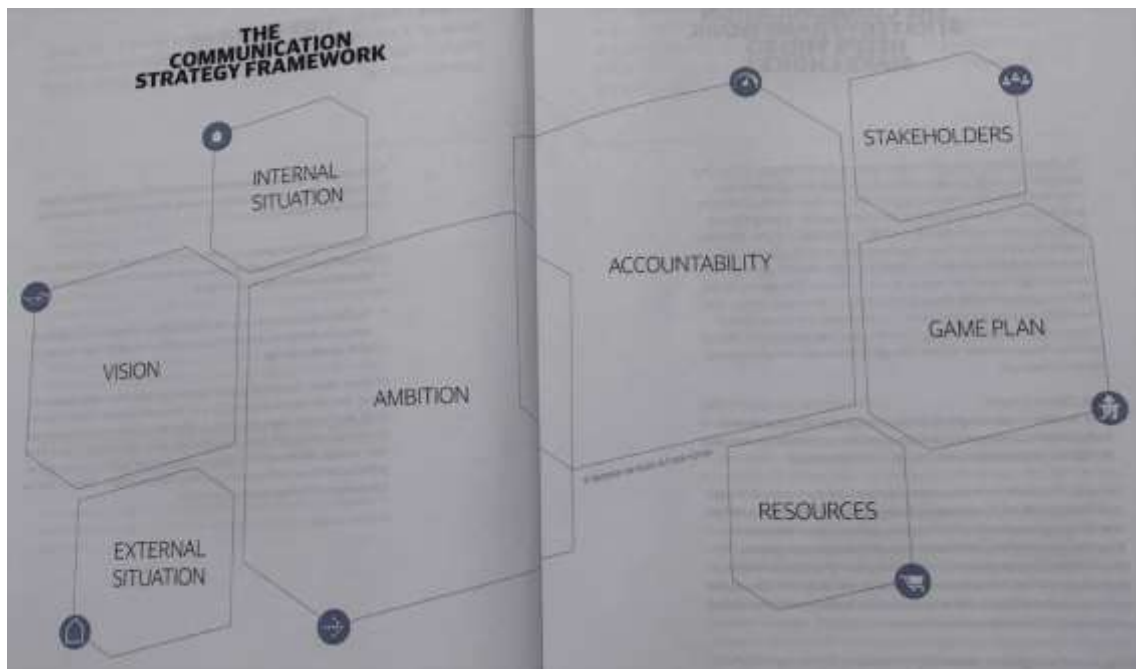 THE
COMMUNICATION
STRATEGY FRAMEWORK
INTERNAL
SITUATION
VISION
AMBITION
EXTERNAL
SITUATION
ACCOUNTABILITY
STAKEHOLDERS
GAME PLAN
RESOURCES